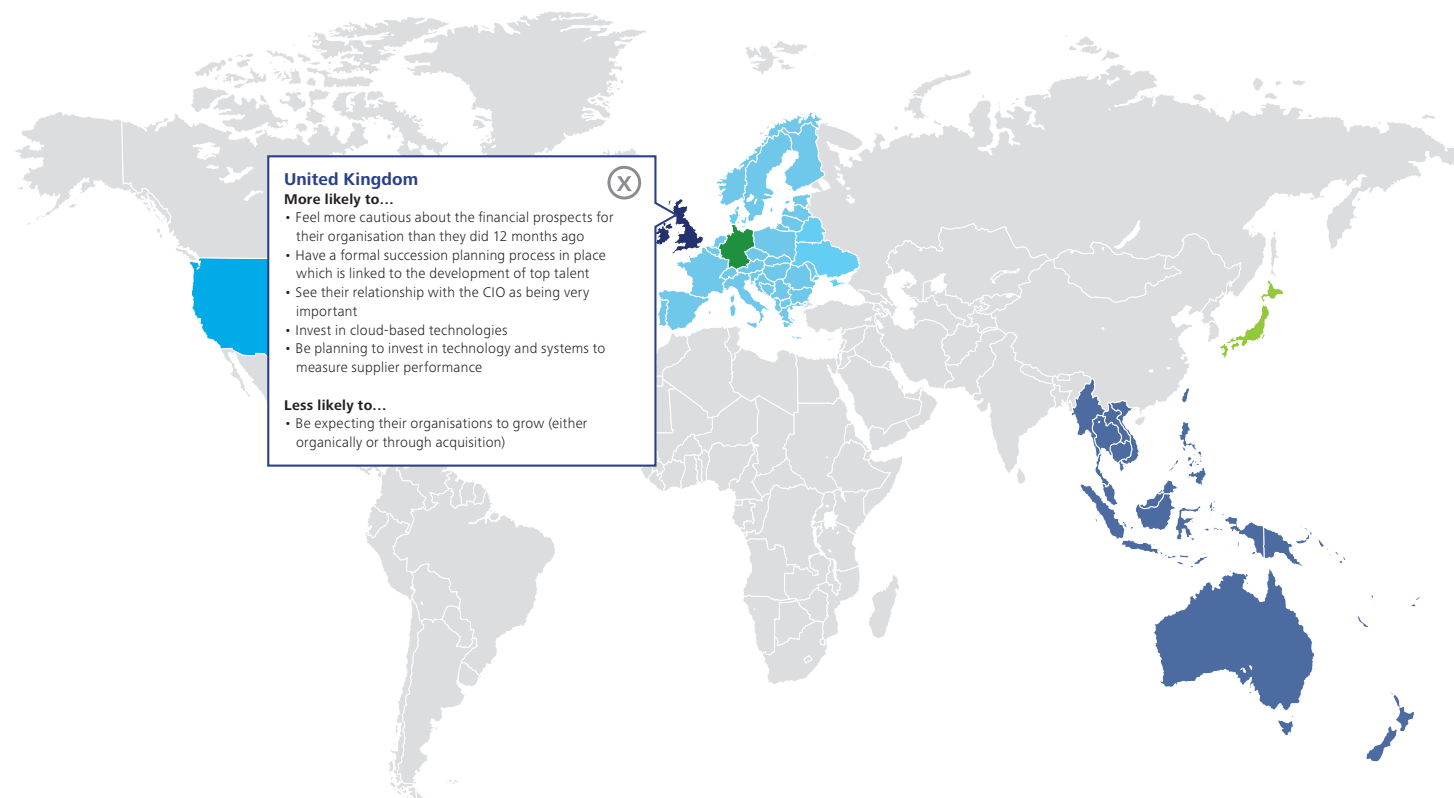 United Kingdom
X
More likely to…
• Feel more cautious about the financial prospects for
their organisation than they did 12 months ago
• Have a formal succession planning process in place
which is linked to the development of top talent
• See their relationship with the CIO as being very
important
• Invest in cloud-based technologies
• Be planning to invest in technology and systems to
measure supplier performance
Less likely to…
• Be expecting their organisations to grow (either
organically or through acquisition)